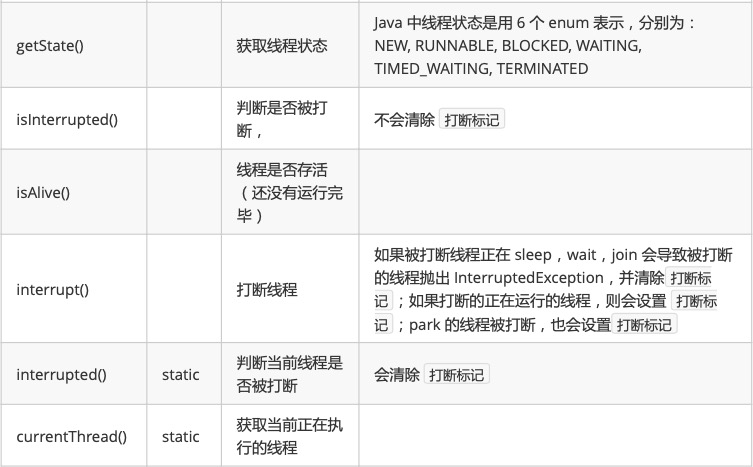 getState()
获取线程状态
Java 中线程状态是用 6 个 enum 表示，分别为：
NEW, RUNNABLE, BLOCKED, WAITING,
TIMED_WAITING, TERMINATED
isInterrupted()
判断是否被打
断，
不会清除 打断标记
isAlive()
线程是否存活
（还没有运行完
毕）
interrupt()
打断线程
如果被打断线程正在 sleep，wait，join 会导致被打断
的线程抛出 InterruptedException，并清除 打断标
记 ；如果打断的正在运行的线程，则会设置 打断标
记 ；park 的线程被打断，也会设置 打断标记
interrupted()
static
判断当前线程是
否被打断
会清除 打断标记
currentThread()
static
获取当前正在执
行的线程